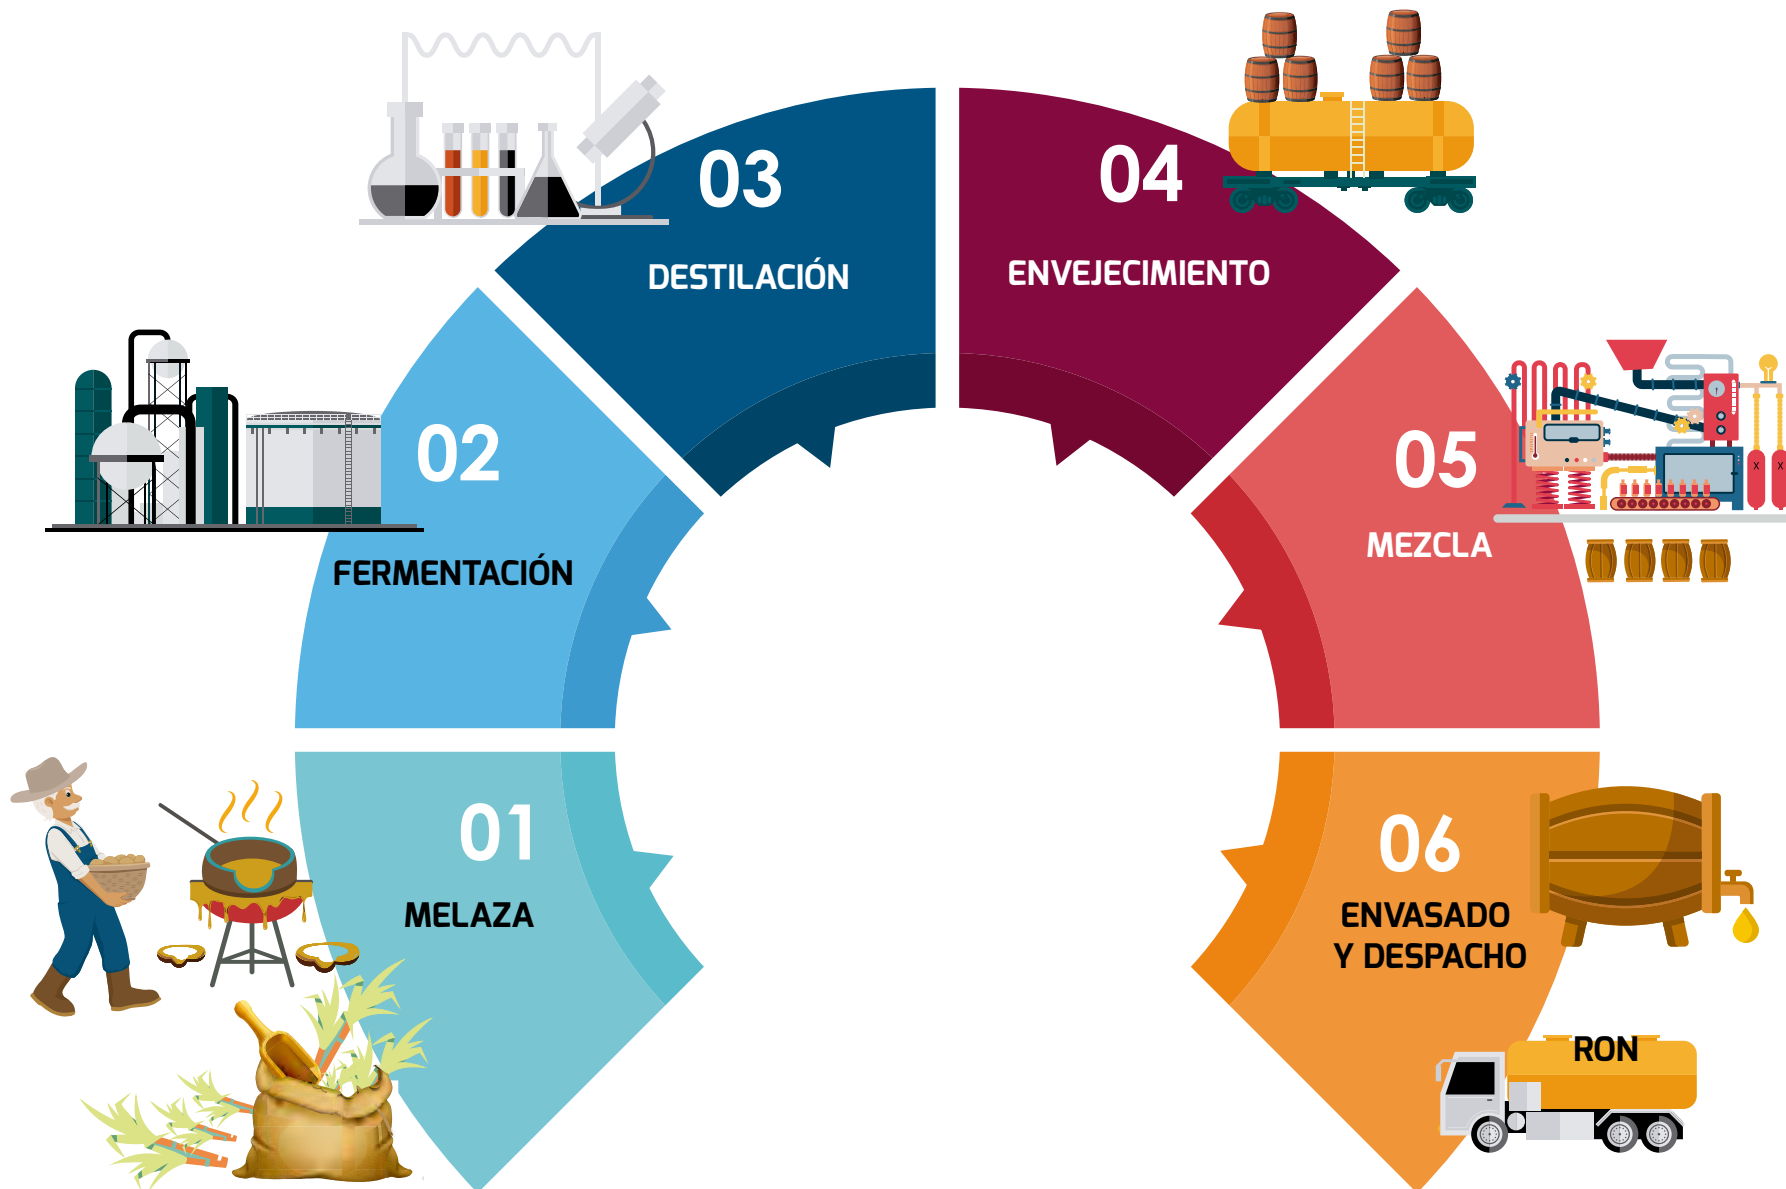 01
MELAZA
02
FERMENTACIÓN
03
DESTILACIÓN
04
ENVEJECIMIENTO
05
MEZCLA
06
ENVASADO
Y DESPACHO
RON